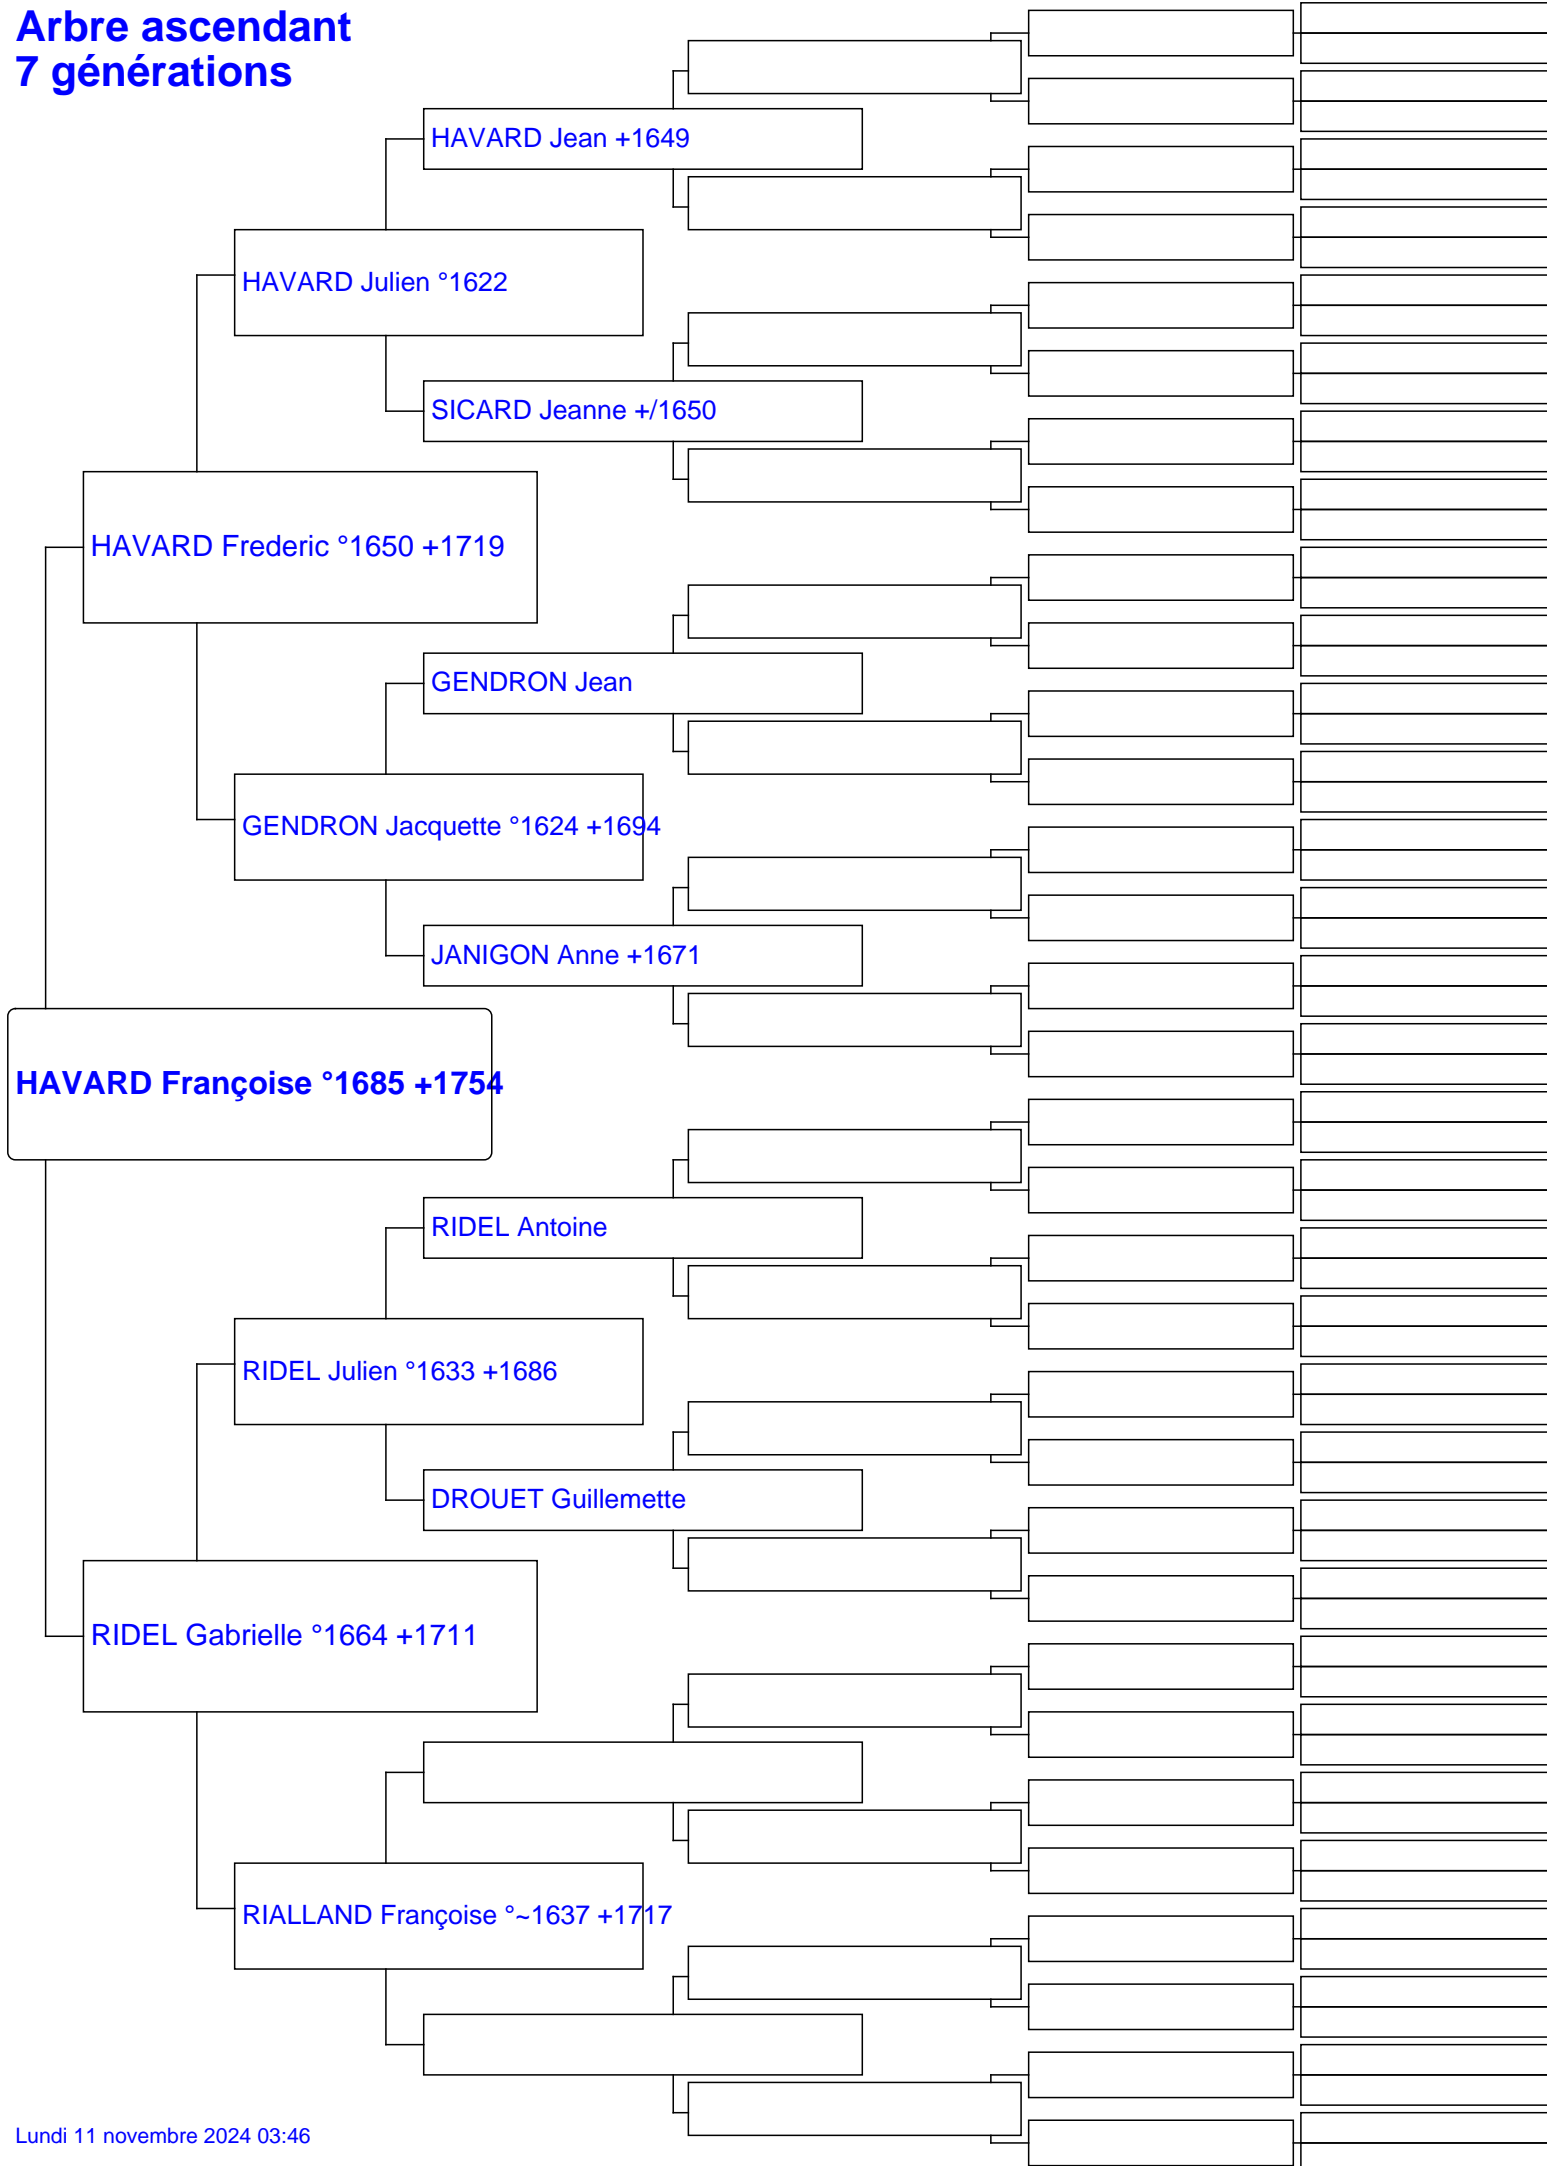 Arbre ascendant
7 générations
HAVARD Jean +1649
HAVARD Julien °1622
SICARD Jeanne +/1650
HAVARD Frederic °1650 +1719
GENDRON Jean
GENDRON Jacquette °1624 +1694
JANIGON Anne +1671
HAVARD Françoise °1685 +1754
RIDEL Antoine
RIDEL Julien °1633 +1686
DROUET Guillemette
RIDEL Gabrielle °1664 +1711
RIALLAND Françoise °~1637 +1717
Lundi 11 novembre 2024 03:46